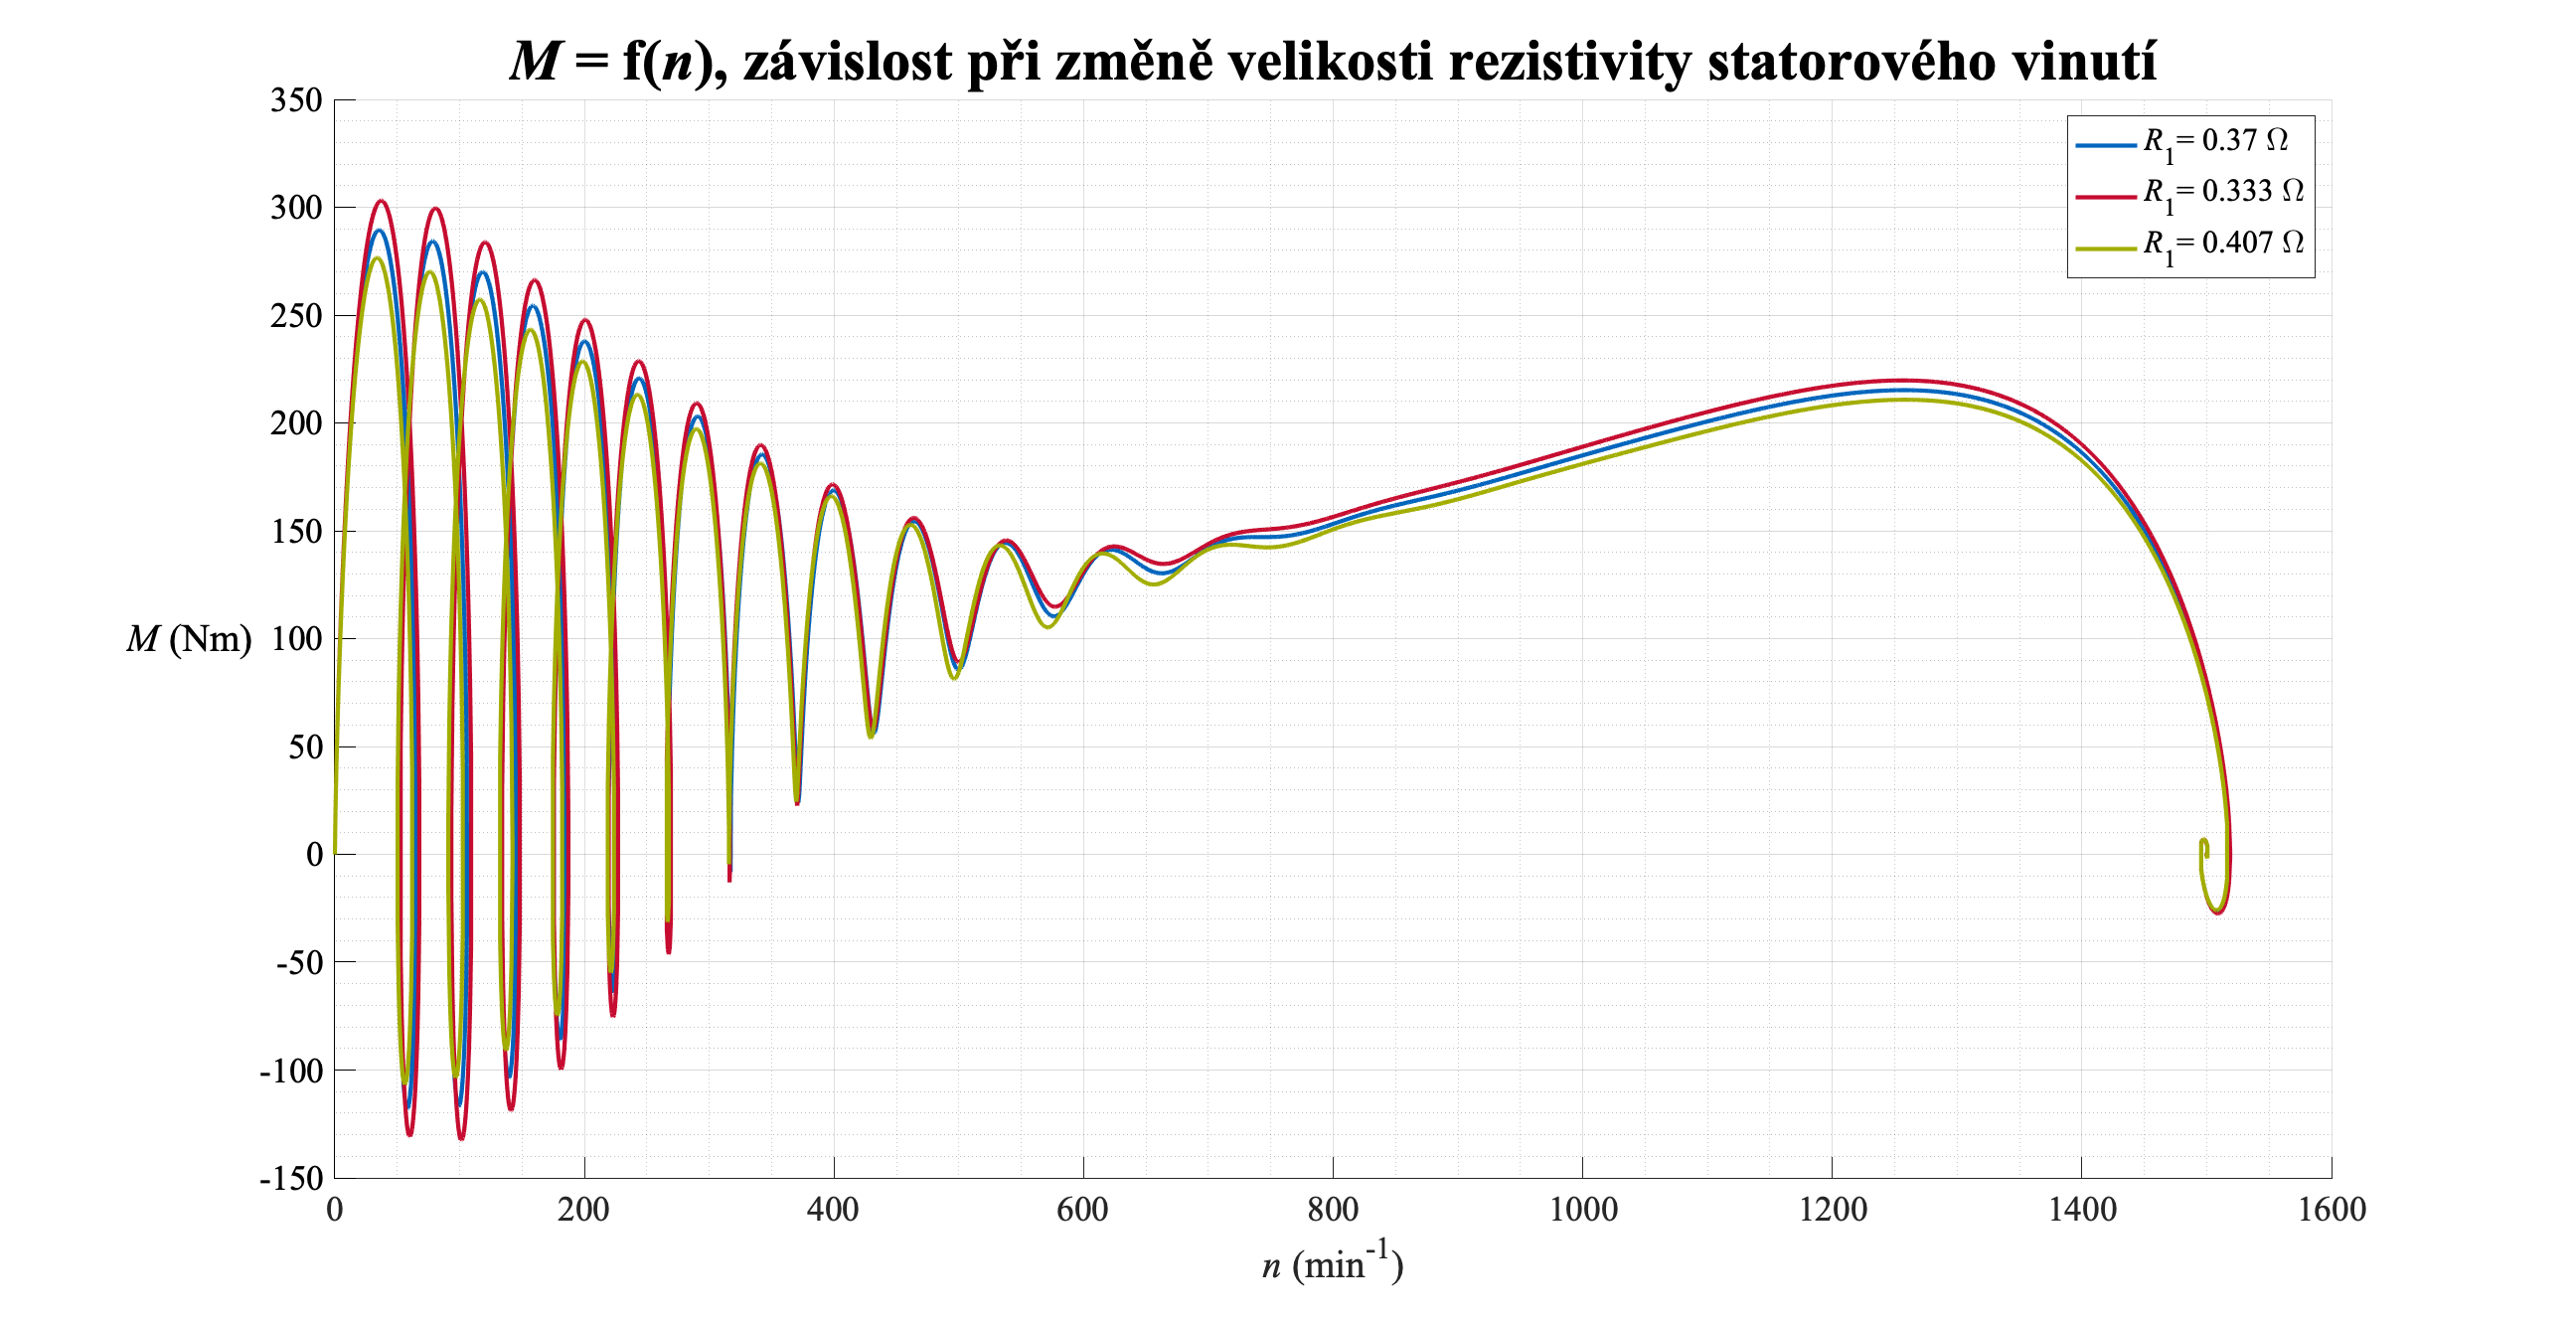 M = f(n), závislost při změně velikosti rezistivity statorového vinutí
350
300
250
200
150
100
50
0
-50
-100
-150
M (Nm)
R1= 0.37 Ω
R1= 0.333 Ω
R1= 0.407 Ω
0 200 400 600 800 1000 1200 1400 1600
n (min-1)